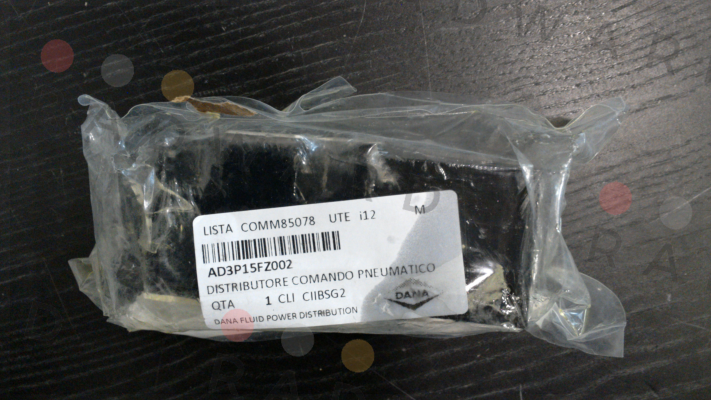 LISTA COMM85078 UTE i12 M
AD3P15FZ002
DISTRIBUTORE COMANDO PNEUMATICO
QTA 1 CLI CIIBSG2
DANA
DANA FLUID POWER DISTRIBUTION